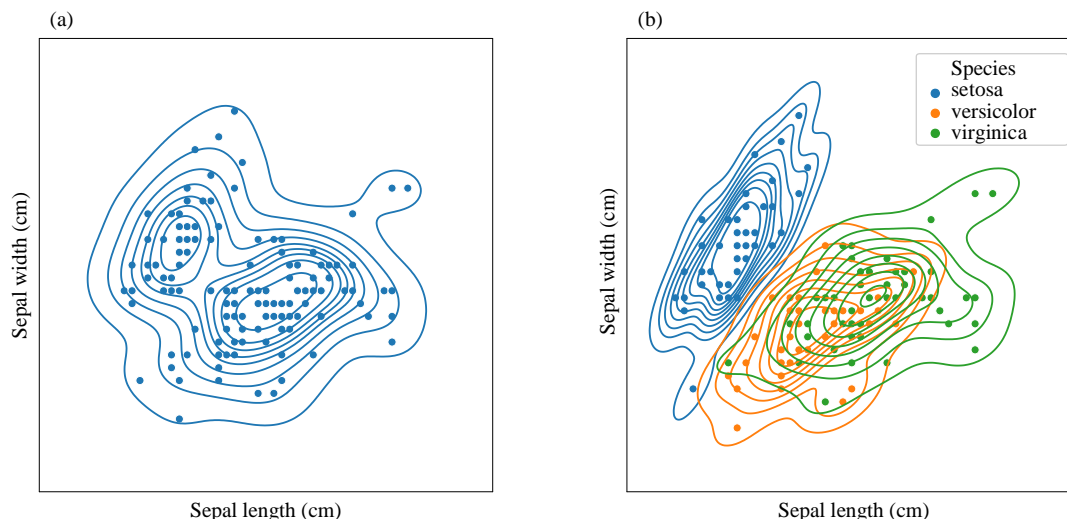 (a)
Sepal width (cm)
Sepal length (cm)
(b)
Species
setosa
versicolor
virginica
Sepal width (cm)
Sepal length (cm)